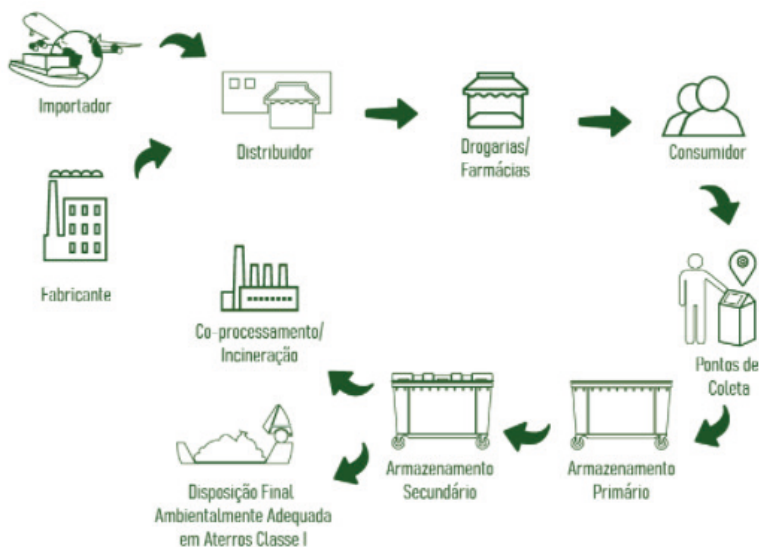 Importador
Fabricante
Distribuidor
Drogarias/
Farmácias
Consumidor
Pontos de
Coleta
Armazenamento
Primário
Armazenamento
Secundário
Co-processamento/
Incineração
Disposição Final
Ambientalmente Adequada
em Aterros Classe I